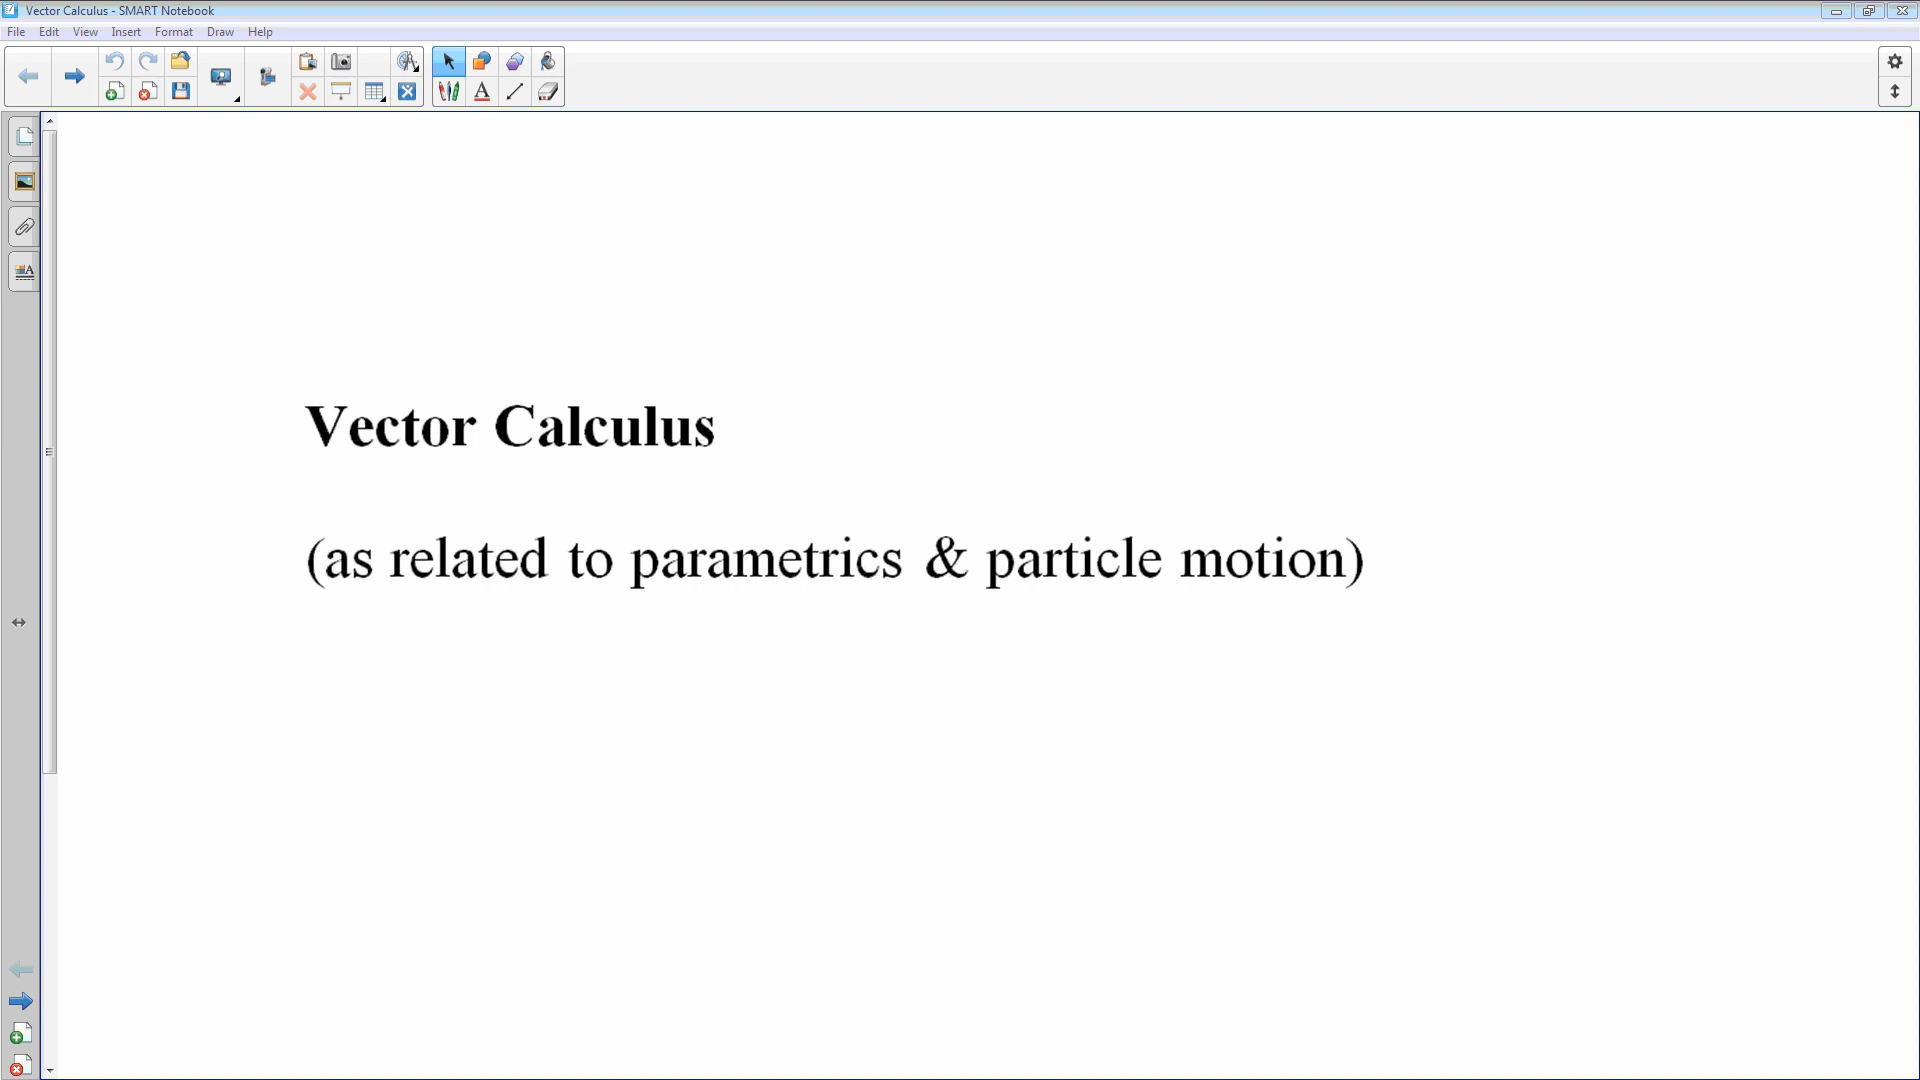 Vector Calculus - SMART Notebook
File Edit View Insert Format Draw Help
Vector Calculus
(as related to parametrics & particle motion)